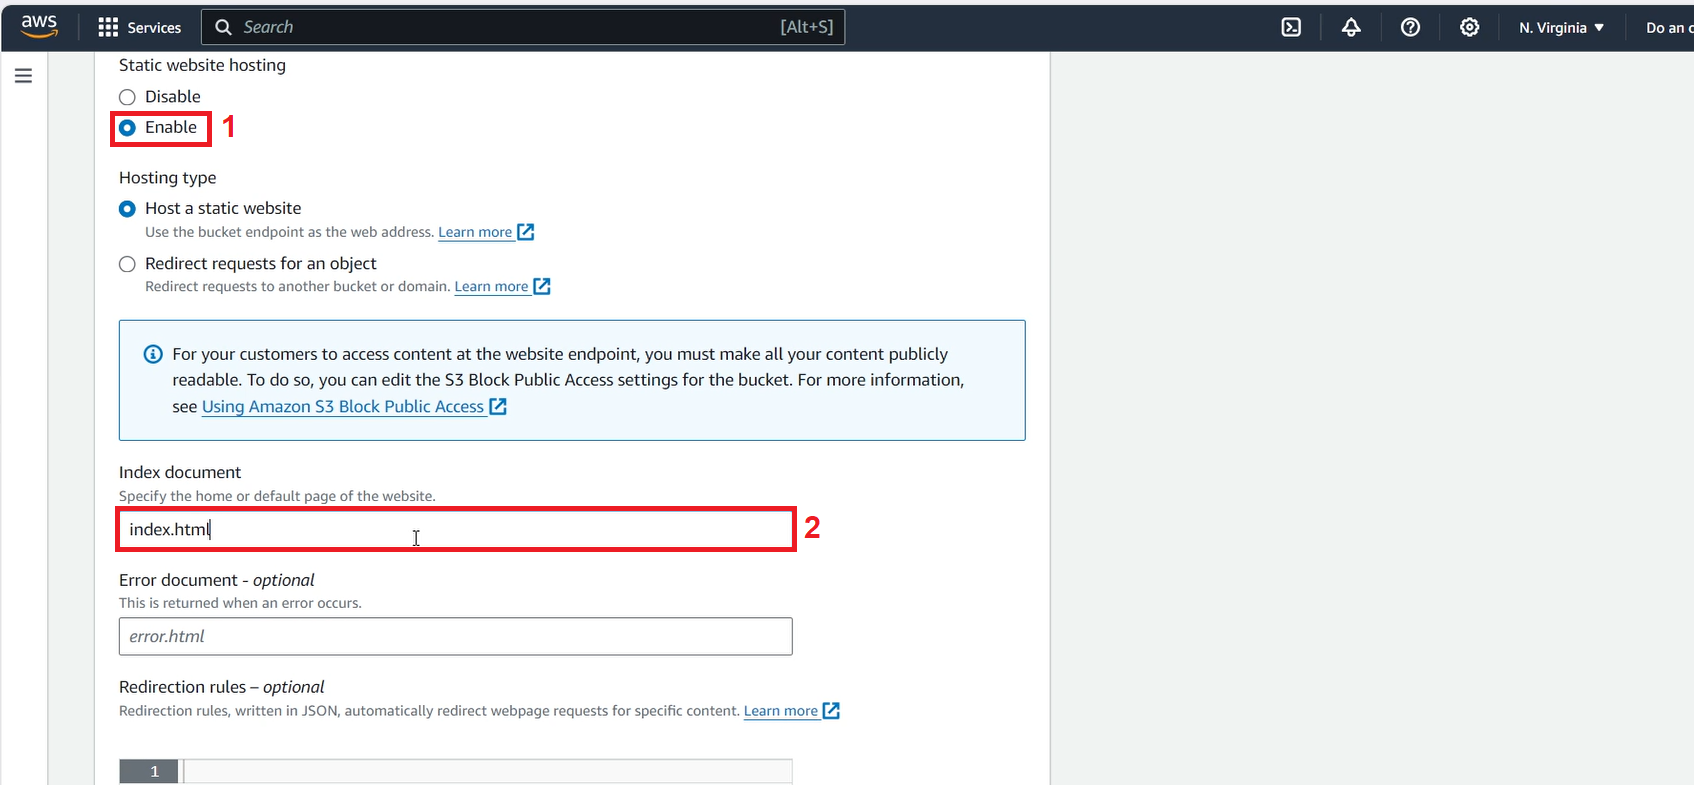 aws Services Search [Alt+S] N. Virginia Do an
Static website hosting
Disable
Enable 1
Hosting type
Host a static website
Use the bucket endpoint as the web address. Learn more
Redirect requests for an object
Redirect requests to another bucket or domain. Learn more
For your customers to access content at the website endpoint, you must make all your content publicly
readable. To do so, you can edit the S3 Block Public Access settings for the bucket. For more information,
see Using Amazon S3 Block Public Access
Index document
Specify the home or default page of the website.
index.html 2
Error document - optional
This is returned when an error occurs.
error.html
Redirection rules – optional
Redirection rules, written in JSON, automatically redirect webpage requests for specific content. Learn more
1